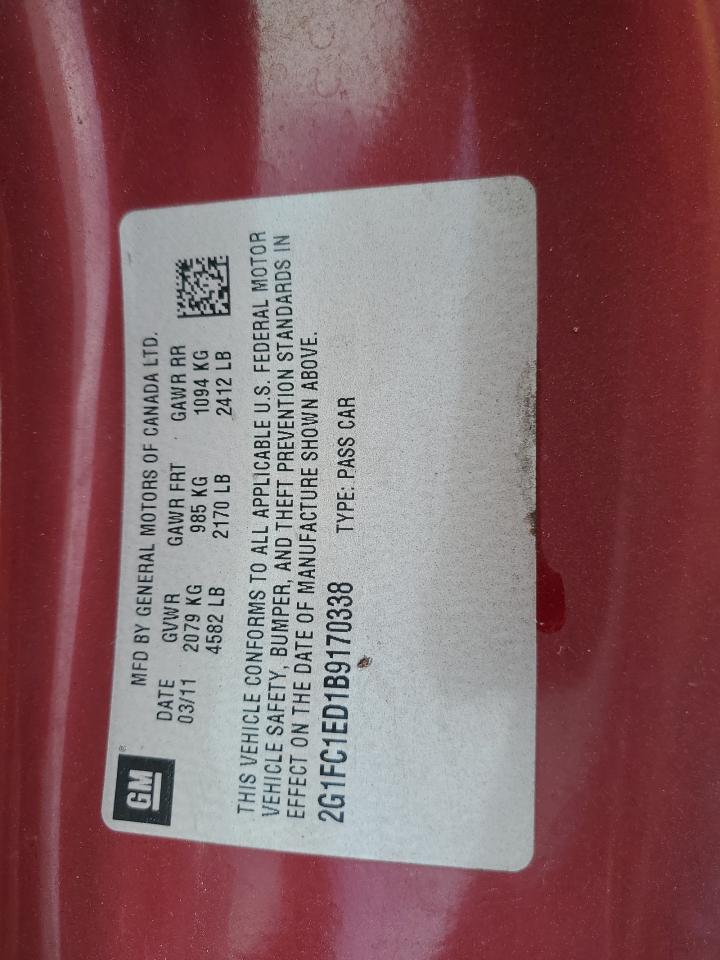 GM®
MFD BY GENERAL MOTORS OF CANADA LTD.
DATE GVWR GAWR FRT GAWR RR
03/11 2079 KG 985 KG 1094 KG
4582 LB 2170 LB 2412 LB
THIS VEHICLE CONFORMS TO ALL APPLICABLE U.S. FEDERAL MOTOR
VEHICLE SAFETY, BUMPER, AND THEFT PREVENTION STANDARDS IN
EFFECT ON THE DATE OF MANUFACTURE SHOWN ABOVE.
2G1FC1ED1B9170338 TYPE: PASS CAR